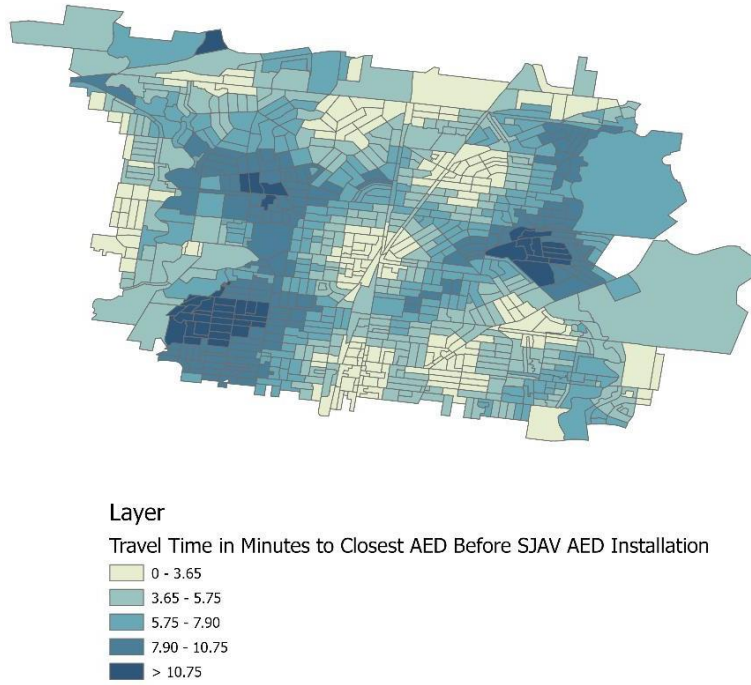 Layer
Travel Time in Minutes to Closest AED Before SJAV AED Installation
0 - 3.65
3.65 - 5.75
5.75 - 7.90
7.90 - 10.75
> 10.75